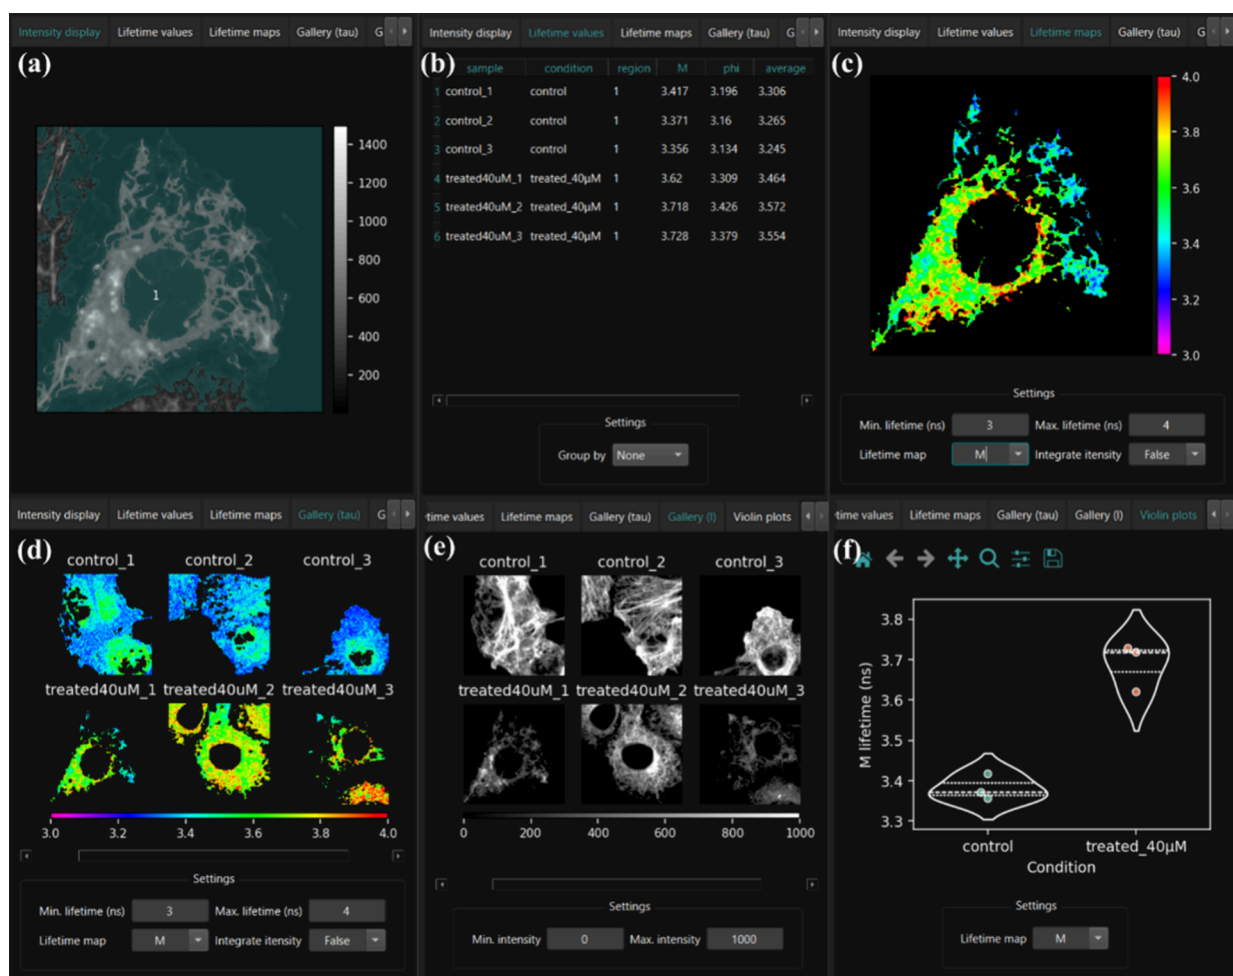 Intensity display Lifetime values Lifetime maps Gallery (tau) G
(a)
1400
1200
1000
800
600
400
200
1
Intensity display Lifetime values Lifetime maps Gallery (tau) G
(b)
sample condition region M phi average
1 control_1 control 1 3.417 3.196 3.306
2 control_2 control 1 3.371 3.16 3.265
3 control_3 control 1 3.356 3.134 3.245
4 treated40uM_1 treated_40μM 1 3.62 3.309 3.464
5 treated40uM_2 treated_40μM 1 3.718 3.426 3.572
6 treated40uM_3 treated_40μM 1 3.728 3.379 3.554
Settings
Group by None
Intensity display Lifetime values Lifetime maps Gallery (tau) G
(c)
4.0
3.8
3.6
3.4
3.2
3.0
Settings
Min. lifetime (ns) 3 Max. lifetime (ns) 4
Lifetime map M Integrate itensity False
Intensity display Lifetime values Lifetime maps Gallery (tau) G
(d)
control_1 control_2 control_3
treated40uM_1 treated40uM_2 treated40uM_3
3.0 3.2 3.4 3.6 3.8 4.0
Settings
Min. lifetime (ns) 3 Max. lifetime (ns) 4
Lifetime map M Integrate itensity False
time values Lifetime maps Gallery (tau) Gallery (I) Violin plots
(e)
control_1 control_2 control_3
treated40uM_1 treated40uM_2 treated40uM_3
0 200 400 600 800 1000
Settings
Min. intensity 0 Max. intensity 1000
time values Lifetime maps Gallery (tau) Gallery (I) Violin plots
(f)
3.8
3.7
3.6
3.5
3.4
3.3
M lifetime (ns)
control treated_40μM
Condition
Settings
Lifetime map M